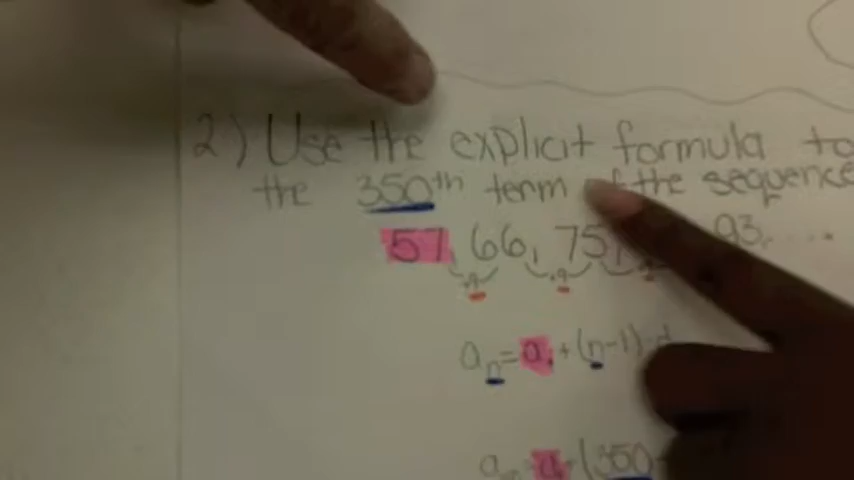 2) Use the explicit formula to
the 350th term of the sequence
57, 66, 75, 93, ....
+9 +9
an = a1 + (n-1) d
a = a + (350